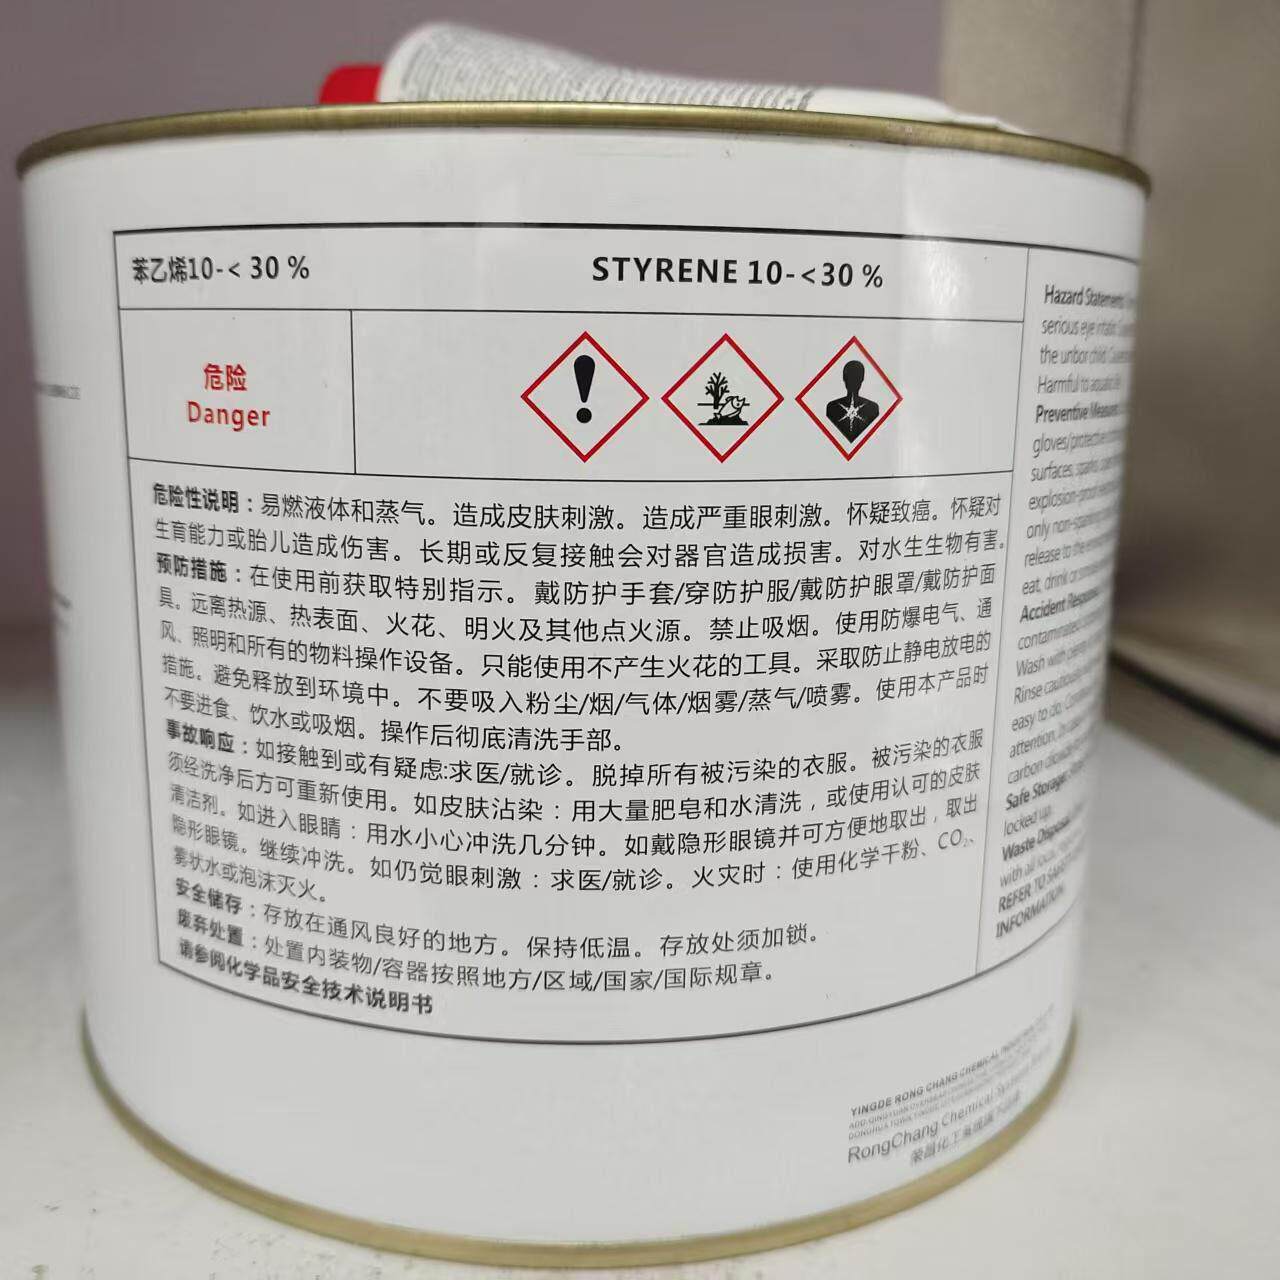 苯乙烯10-< 30 %
STYRENE 10-<30 %
危险
Danger
危险性说明：易燃液体和蒸气。造成皮肤刺激。造成严重眼刺激。怀疑致癌。怀疑对
生育能力或胎儿造成伤害。长期或反复接触会对器官造成损害。对水生生物有害。
预防措施：在使用前获取特别指示。戴防护手套/穿防护服/戴防护眼罩/戴防护面
具。远离热源、热表面、火花、明火及其他点火源。禁止吸烟。使用防爆电气、通
风、照明和所有的物料操作设备。只能使用不产生火花的工具。采取防止静电放电的
措施。避免释放到环境中。不要吸入粉尘/烟/气体/烟雾/蒸气/喷雾。使用本产品时
不要进食、饮水或吸烟。操作后彻底清洗手部。
事故响应：如接触到或有疑虑:求医/就诊。脱掉所有被污染的衣服。被污染的衣服
须经洗净后方可重新使用。如皮肤沾染：用大量肥皂和水清洗，或使用认可的皮肤
清洁剂。如进入眼睛：用水小心冲洗几分钟。如戴隐形眼镜并可方便地取出，取出
隐形眼镜。继续冲洗。如仍觉眼刺激：求医/就诊。火灾时：使用化学干粉、CO₂、
雾状水或泡沫灭火。
安全储存：存放在通风良好的地方。保持低温。存放处须加锁。
废弃处置：处置内装物/容器按照地方/区域/国家/国际规章。
请参阅化学品安全技术说明书
Hazard Statements
serious eye irritatio
the unbor child.
Harmful to aquatic life
Preventive Measures
gloves/protective
surfaces, sparks,
explosion-proof
only non-sparking
release to the
eat, drink or
Accident Response
contaminated
Wash with plenty
Rinse cautiously
easy to do.
attention.
carbon dioxide
Safe Storage
locked up.
Waste Disposal
with all local
REFER TO SAFETY
INFORMATION
YINGDE RONG CHANG CHEMICAL
RongChang Chemical
荣昌化工